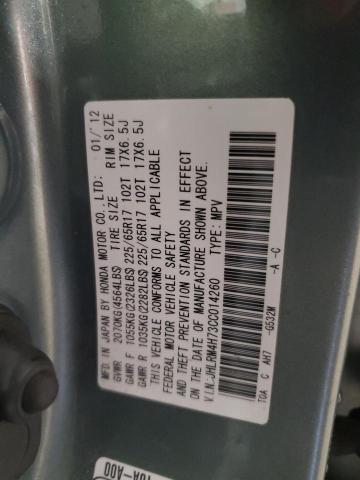 MFD. IN JAPAN BY HONDA MOTOR CO.,LTD: 01/'12
GVWR 2070KG(4564LBS) TIRE SIZE RIM SIZE
GAWR F 1055KG(2326LBS) 225/65R17 102T 17X6.5J
GAWR R 1035KG(2282LBS) 225/65R17 102T 17X6.5J
THIS VEHICLE CONFORMS TO ALL APPLICABLE
FEDERAL MOTOR VEHICLE SAFETY
AND THEFT PREVENTION STANDARDS IN EFFECT
ON THE DATE OF MANUFACTURE SHOWN ABOVE.
V.I.N:JHLRM4H73CC014260 TYPE: MPV
T0A C AH7 -G532M -A -C
T0A-A00